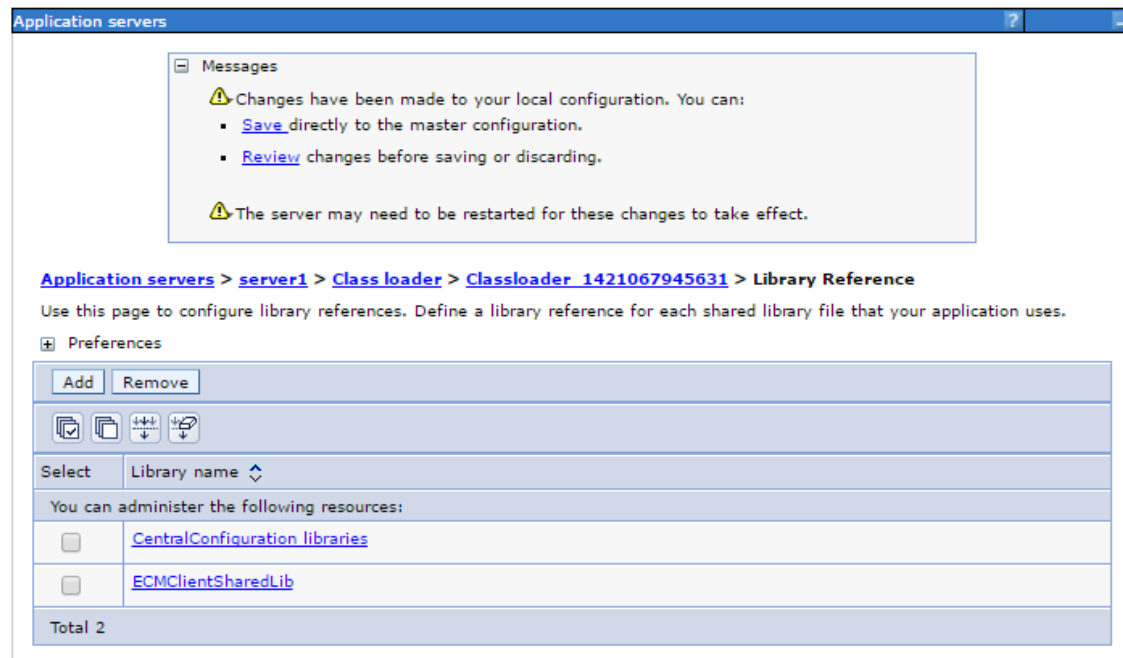 Application servers ?
Messages
Changes have been made to your local configuration. You can:
Save directly to the master configuration.
Review changes before saving or discarding.
The server may need to be restarted for these changes to take effect.
Application servers > server1 > Class loader > Classloader_1421067945631 > Library Reference
Use this page to configure library references. Define a library reference for each shared library file that your application uses.
Preferences
Add Remove
Select Library name
You can administer the following resources:
CentralConfiguration libraries
ECMClientSharedLib
Total 2